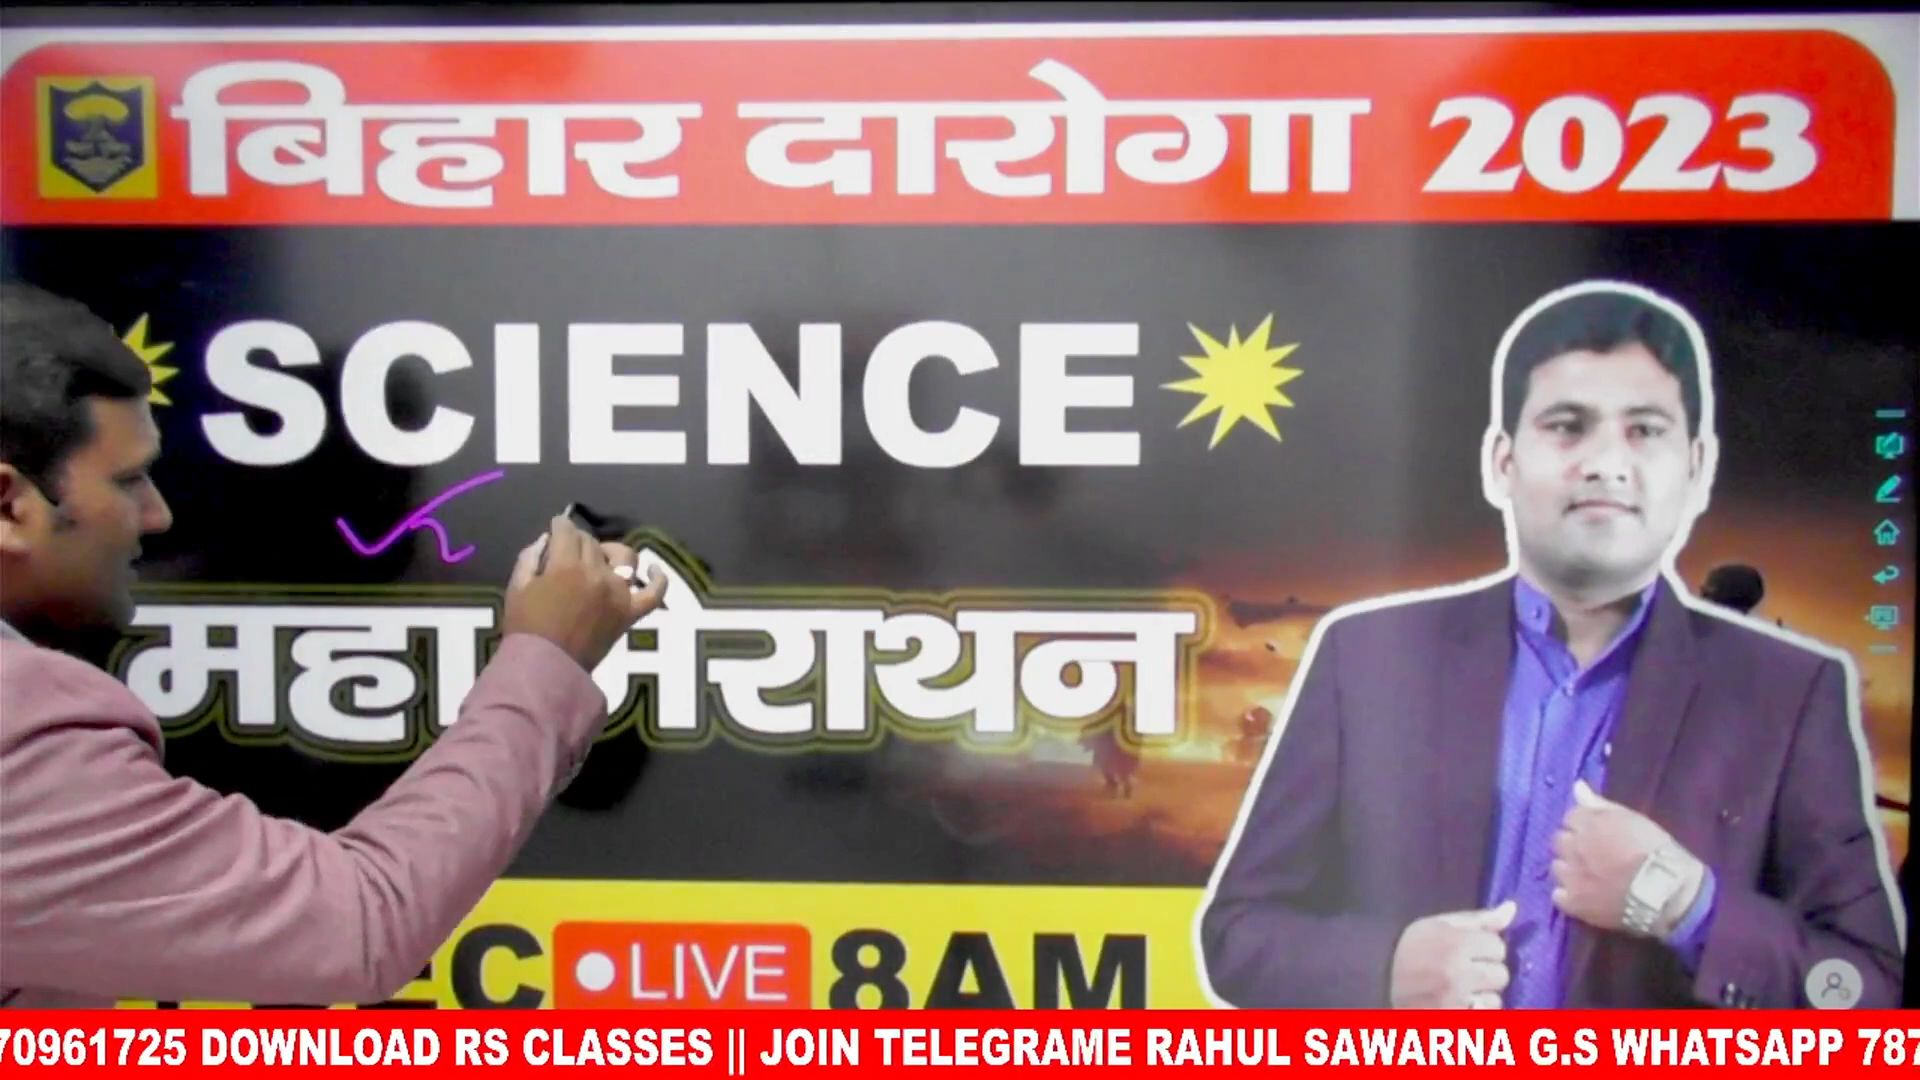 बिहार दारोगा 2023
SCIENCE
महा मैराथन
LIVE 8AM
70961725 DOWNLOAD RS CLASSES || JOIN TELEGRAME RAHUL SAWARNA G.S WHATSAPP 787